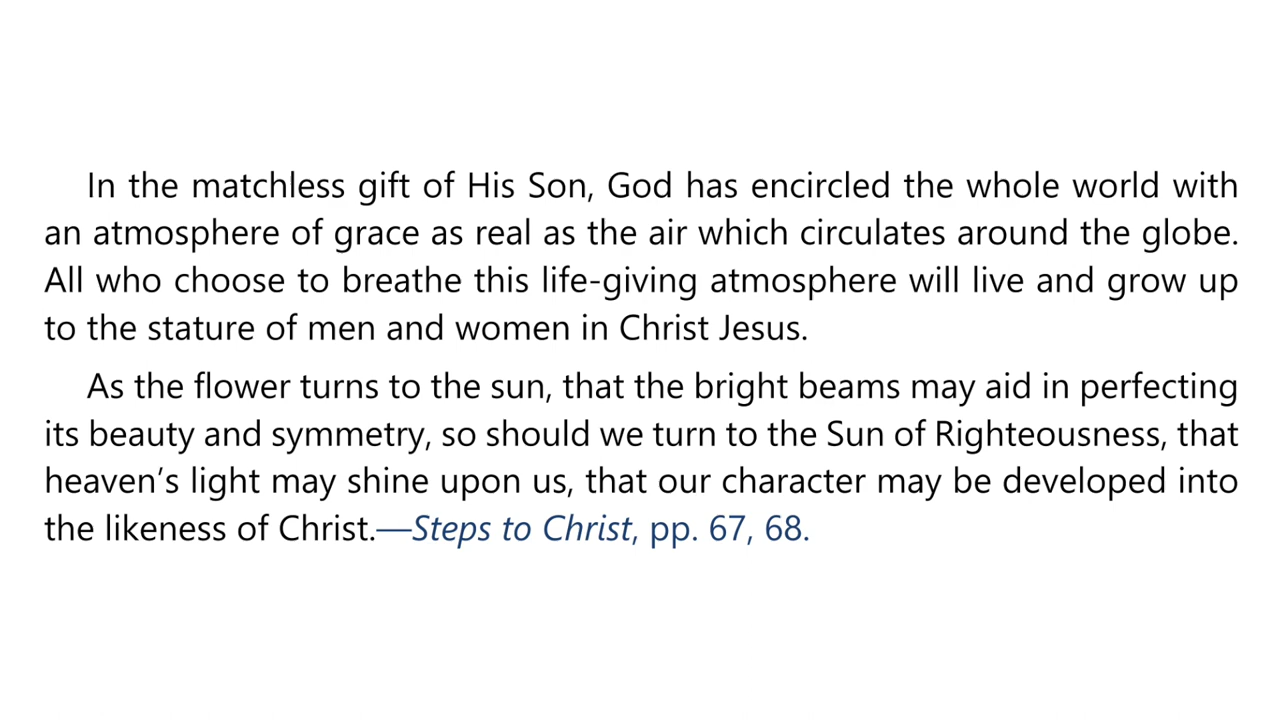 In the matchless gift of His Son, God has encircled the whole world with
an atmosphere of grace as real as the air which circulates around the globe.
All who choose to breathe this life-giving atmosphere will live and grow up
to the stature of men and women in Christ Jesus.
As the flower turns to the sun, that the bright beams may aid in perfecting
its beauty and symmetry, so should we turn to the Sun of Righteousness, that
heaven’s light may shine upon us, that our character may be developed into
the likeness of Christ.—Steps to Christ, pp. 67, 68.